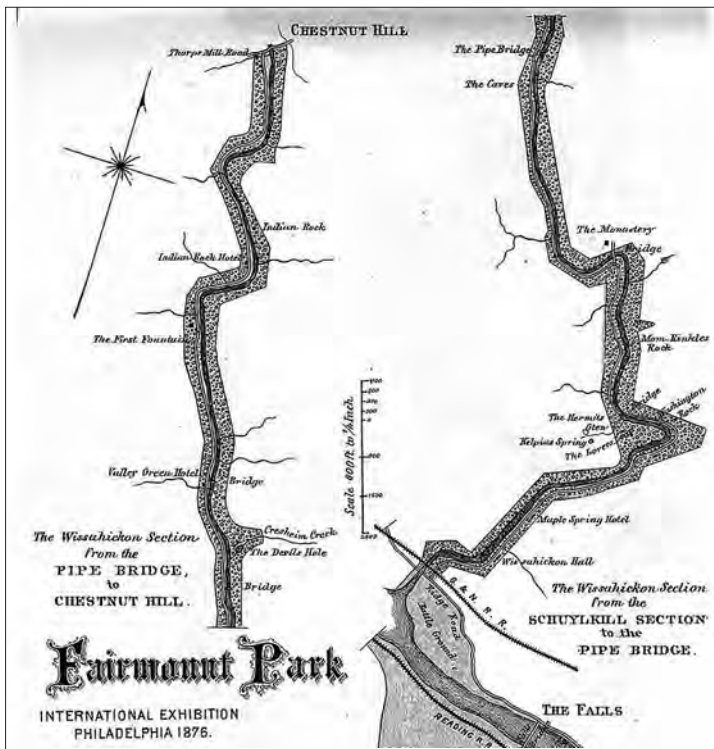 CHESTNUT HILL
Thorps Mill Road
Indian Rock
Indian Rock Hotel
The First Fountain
Valley Green Hotel
Bridge
Cresheim Creek
The Devils Hole
Bridge
The Wissahickon Section
from the
PIPE BRIDGE,
to
CHESTNUT HILL.
The Pipe Bridge
The Caves
The Monastery
Bridge
Mom Kinkles
Rock
Bridge
Washington
Rock
The Hermits
Glen
Kelpius Spring
The Lovers
Maple Spring Hotel
Wissahickon Hall
Scale 400 ft. to 1/8 Inch
G. & N. R. R.
Ridge Road
Battle Ground
The Wissahickon Section
from the
SCHUYLKILL SECTION
to the
PIPE BRIDGE.
THE FALLS
READING R.R.
Fairmount Park
INTERNATIONAL EXHIBITION
PHILADELPHIA 1876.